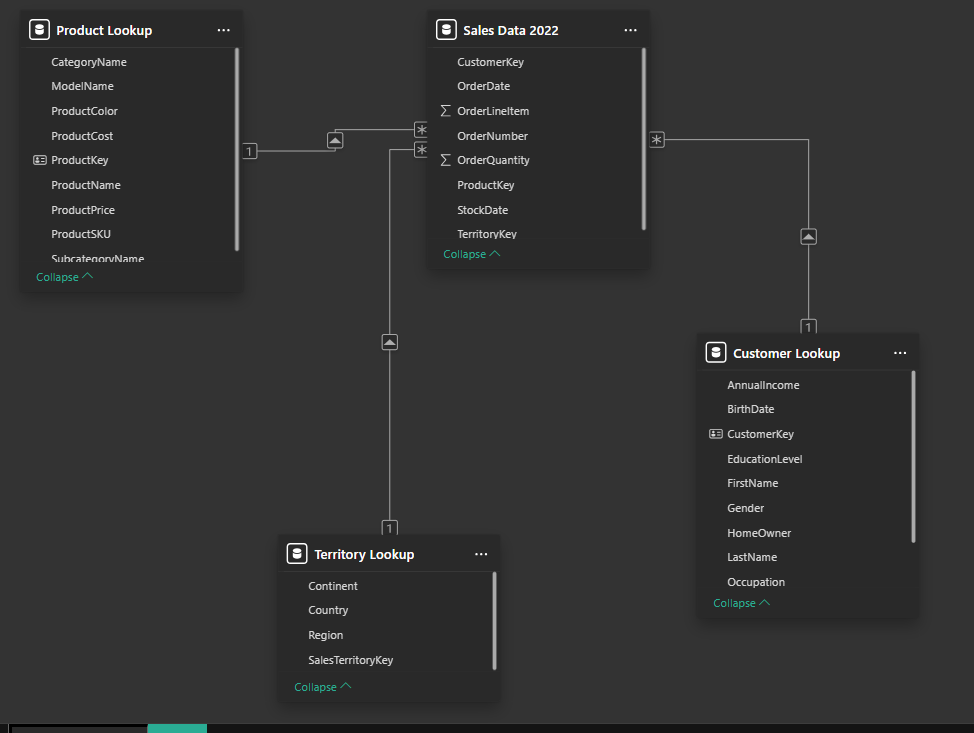 Product Lookup
CategoryName
ModelName
ProductColor
ProductCost
ProductKey
ProductName
ProductPrice
ProductSKU
SubcategoryName
Collapse
Sales Data 2022
CustomerKey
OrderDate
OrderLineItem
OrderNumber
OrderQuantity
ProductKey
StockDate
TerritoryKey
Collapse
1
*
*
*
1
1
Customer Lookup
AnnualIncome
BirthDate
CustomerKey
EducationLevel
FirstName
Gender
HomeOwner
LastName
Occupation
Collapse
Territory Lookup
Continent
Country
Region
SalesTerritoryKey
Collapse